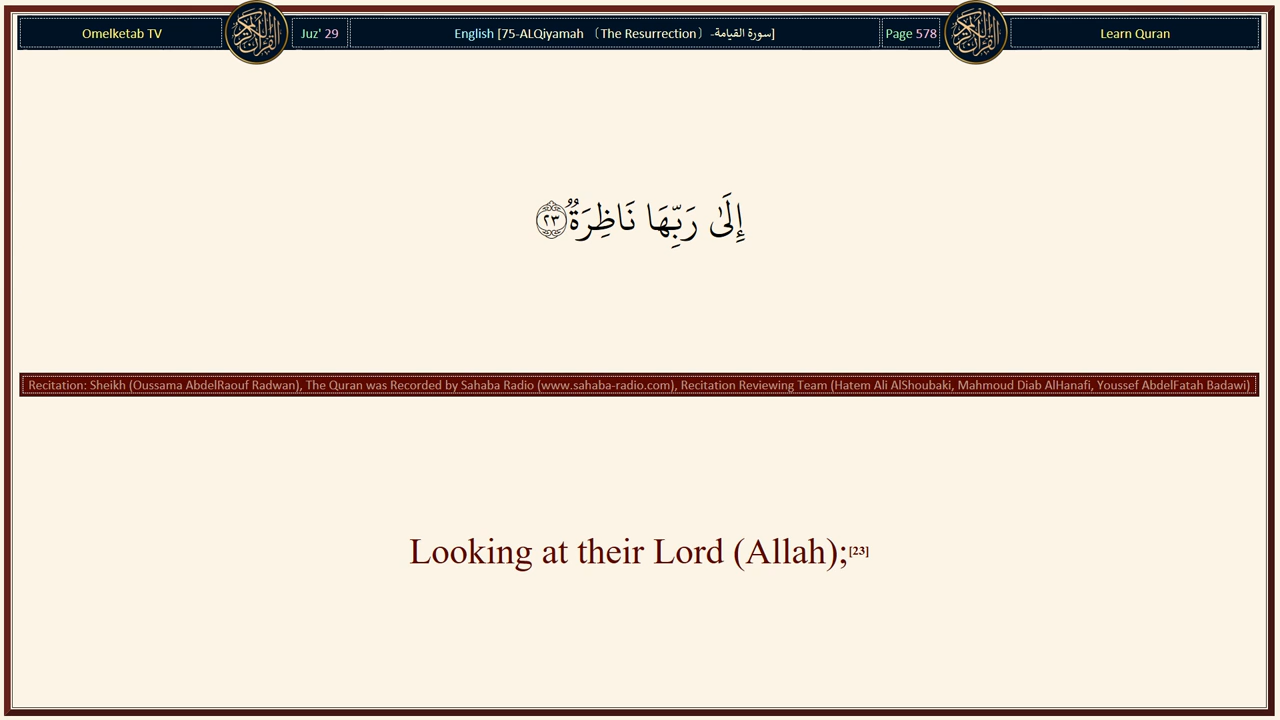 Omelketab TV
Juz' 29
English [75-ALQiyamah （The Resurrection）-سورة القيامة]
Page 578
Learn Quran
إِلَىٰ رَبِّهَا نَاظِرَةٌۭ ٢٣
Recitation: Sheikh (Oussama AbdelRaouf Radwan), The Quran was Recorded by Sahaba Radio (www.sahaba-radio.com), Recitation Reviewing Team (Hatem Ali AlShoubaki, Mahmoud Diab AlHanafi, Youssef AbdelFatah Badawi)
Looking at their Lord (Allah);[23]